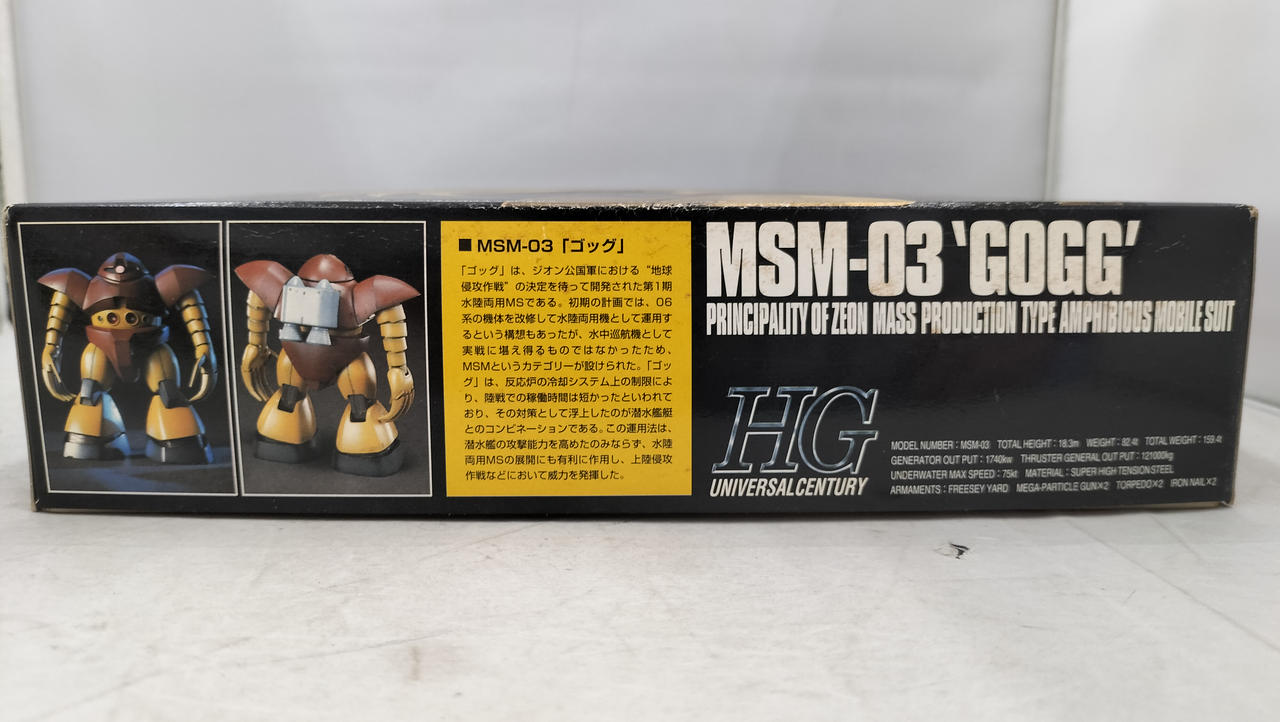 ■ MSM-03「ゴッグ」
「ゴッグ」は、ジオン公国軍における"地球
侵攻作戦"の決定を待って開発された第1期
水陸両用MSである。初期の計画では、06
系の機体を改修して水陸両用機として運用す
るという構想もあったが、水中巡航機として
実戦に堪え得るものではなかったため、
MSMというカテゴリーが設けられた。「ゴッ
グ」は、反応炉の冷却システム上の制限によ
り、陸戦での稼働時間は短かったといわれて
おり、その対策として浮上したのが潜水艦艇
とのコンビネーションである。この運用法は、
潜水艦の攻撃能力を高めたのみならず、水陸
両用MSの展開にも有利に作用し、上陸侵攻
作戦などにおいて威力を発揮した。
MSM-03 'GOGG'
PRINCIPALITY OF ZEON MASS PRODUCTION TYPE AMPHIBIOUS MOBILE SUIT
HG
UNIVERSAL CENTURY
MODEL NUMBER : MSM-03 TOTAL HEIGHT : 18.3m WEIGHT : 82.4t TOTAL WEIGHT : 159.4t
GENERATOR OUT PUT : 1740kw THRUSTER GENERAL OUT PUT : 121000kg
UNDERWATER MAX SPEED : 75kt MATERIAL : SUPER HIGH TENSION STEEL
ARMAMENTS : FREESEY YARD MEGA-PARTICLE GUN×2 TORPEDO×2 IRON NAIL×2